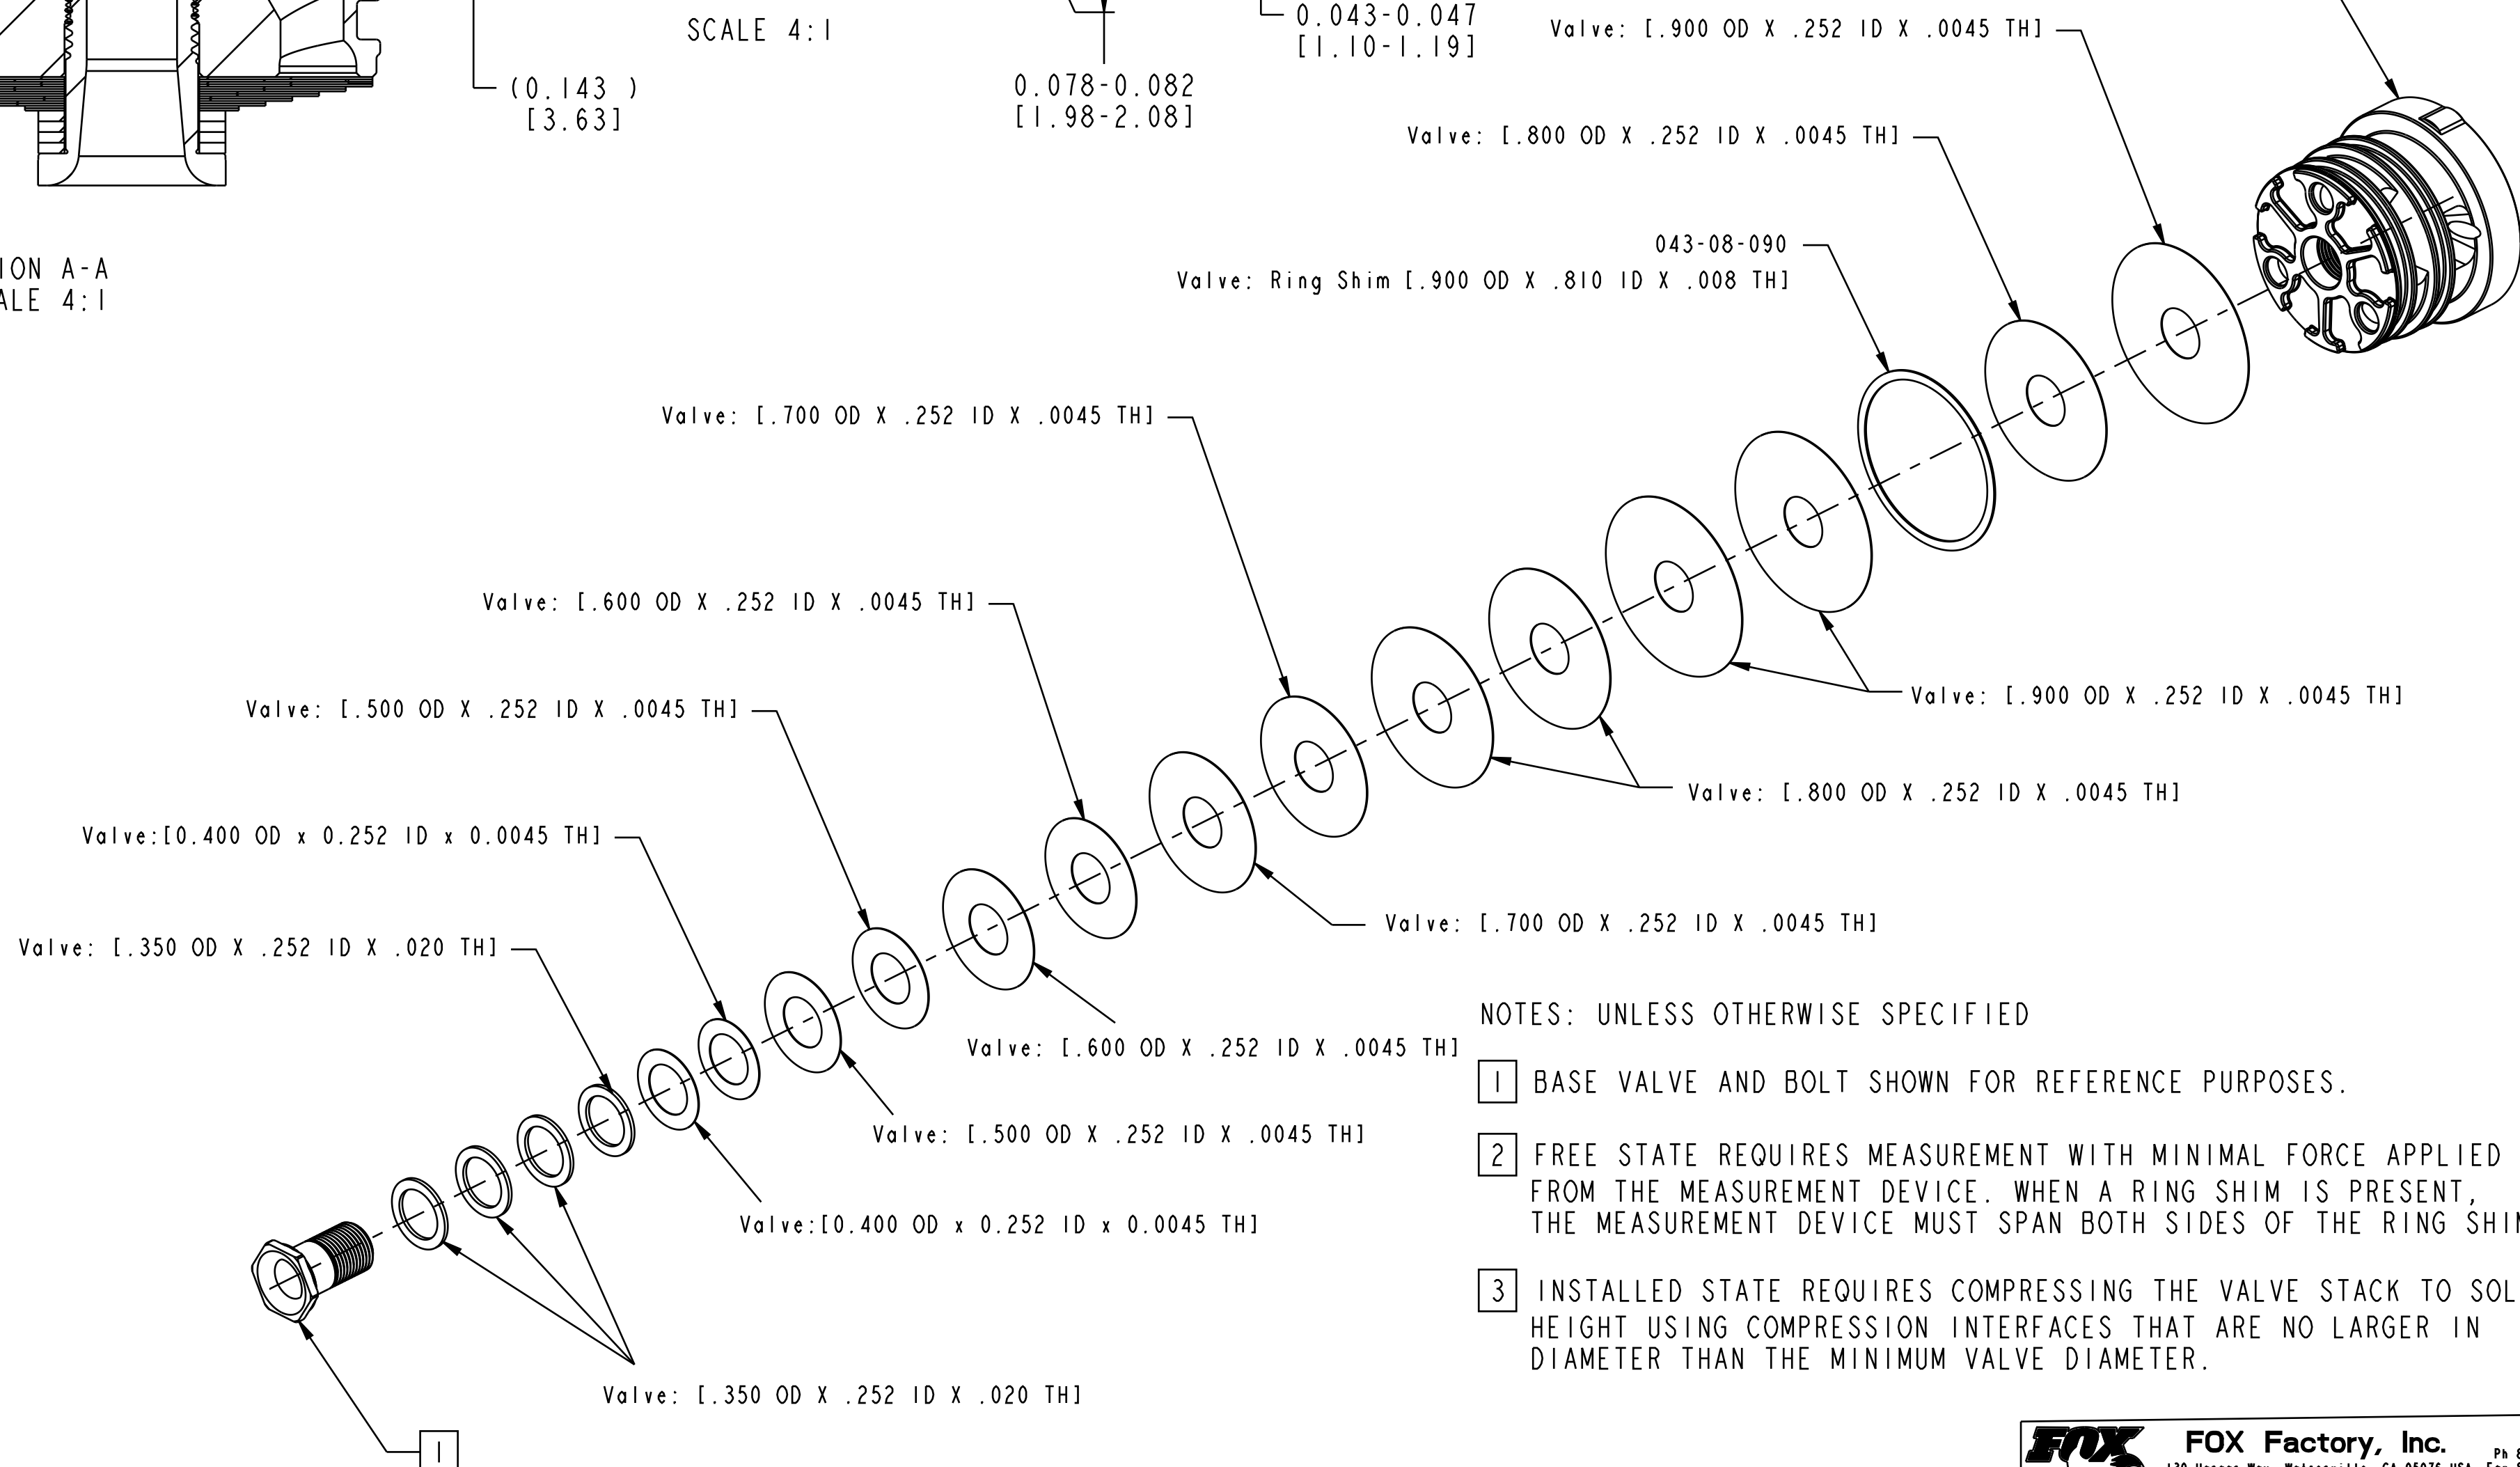 SCALE 4:1
(0.143 )
[3.63]
0.078-0.082
[1.98-2.08]
0.043-0.047
[1.10-1.19]
Valve: [.900 OD X .252 ID X .0045 TH]
Valve: [.800 OD X .252 ID X .0045 TH]
043-08-090
Valve: Ring Shim [.900 OD X .810 ID X .008 TH]
A-A
4:1
Valve: [.700 OD X .252 ID X .0045 TH]
Valve: [.600 OD X .252 ID X .0045 TH]
Valve: [.900 OD X .252 ID X .0045 TH]
Valve: [.500 OD X .252 ID X .0045 TH]
Valve: [.800 OD X .252 ID X .0045 TH]
Valve:[0.400 OD x 0.252 ID x 0.0045 TH]
Valve: [.700 OD X .252 ID X .0045 TH]
Valve: [.350 OD X .252 ID X .020 TH]
Valve: [.600 OD X .252 ID X .0045 TH]
Valve: [.500 OD X .252 ID X .0045 TH]
Valve:[0.400 OD x 0.252 ID x 0.0045 TH]
Valve: [.350 OD X .252 ID X .020 TH]
1
NOTES: UNLESS OTHERWISE SPECIFIED
1 BASE VALVE AND BOLT SHOWN FOR REFERENCE PURPOSES.
2 FREE STATE REQUIRES MEASUREMENT WITH MINIMAL FORCE APPLIED
FROM THE MEASUREMENT DEVICE. WHEN A RING SHIM IS PRESENT,
THE MEASUREMENT DEVICE MUST SPAN BOTH SIDES OF THE RING
3 INSTALLED STATE REQUIRES COMPRESSING THE VALVE STACK TO
HEIGHT USING COMPRESSION INTERFACES THAT ARE NO LARGER IN
DIAMETER THAN THE MINIMUM VALVE DIAMETER.
FOX
FOX Factory, Inc.
Ph